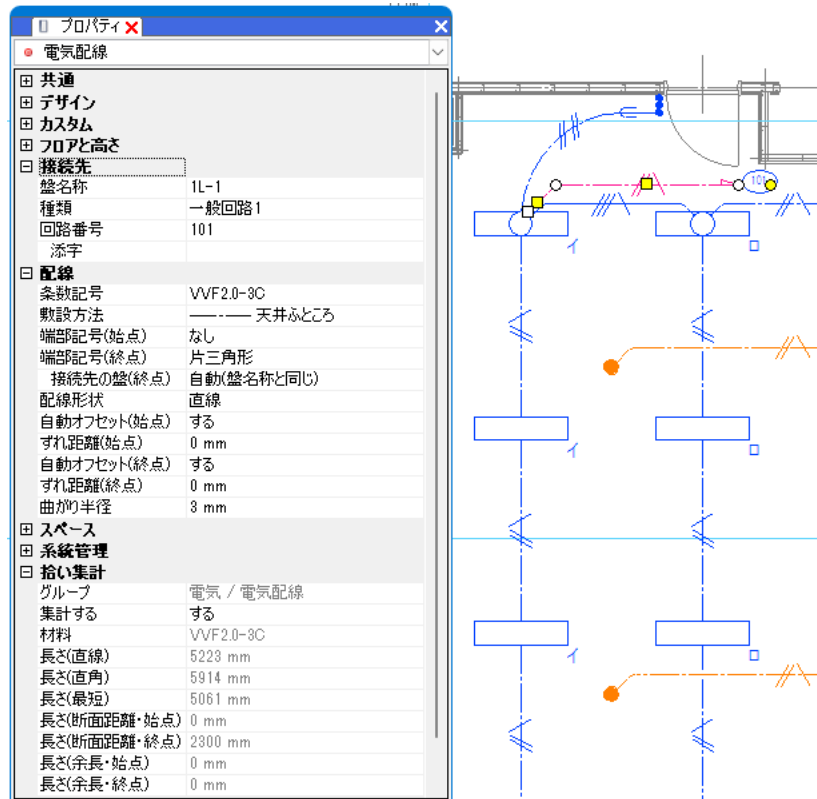 プロパティ
電気配線
共通
デザイン
カスタム
フロアと高さ
接続先
盤名称 1L-1
種類 一般回路1
回路番号 101
添字
配線
条数記号 VVF2.0-3C
敷設方法 天井ふところ
端部記号(始点) なし
端部記号(終点) 片三角形
接続先の盤(終点) 自動(盤名称と同じ)
配線形状 直線
自動オフセット(始点) する
ずれ距離(始点) 0 mm
自動オフセット(終点) する
ずれ距離(終点) 0 mm
曲がり半径 3 mm
スペース
系統管理
拾い集計
グループ 電気 / 電気配線
集計する する
材料 VVF2.0-3C
長さ(直線) 5223 mm
長さ(直角) 5914 mm
長さ(最短) 5061 mm
長さ(断面距離・始点) 0 mm
長さ(断面距離・終点) 2300 mm
長さ(余長・始点) 0 mm
長さ(余長・終点) 0 mm
101
イ ロ
イ ロ
イ ロ